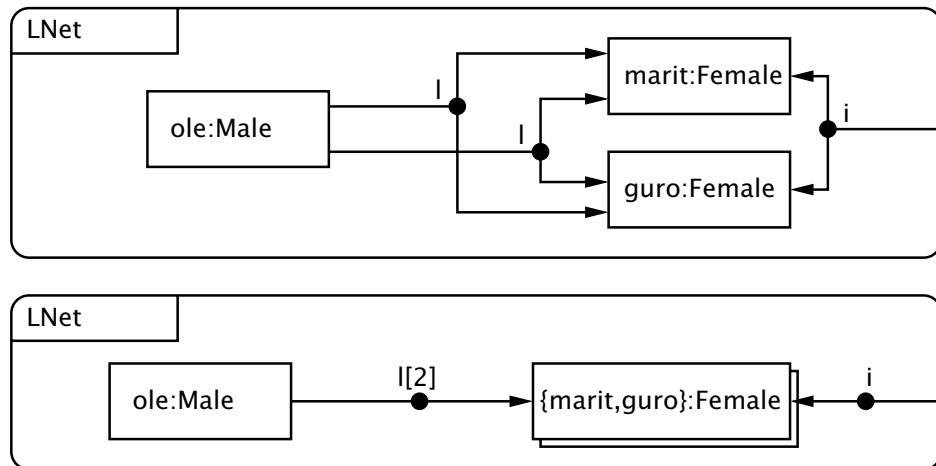 LNet
l
marit:Female
ole:Male
l
i
guro:Female
LNet
l[2]
i
ole:Male
{marit,guro}:Female